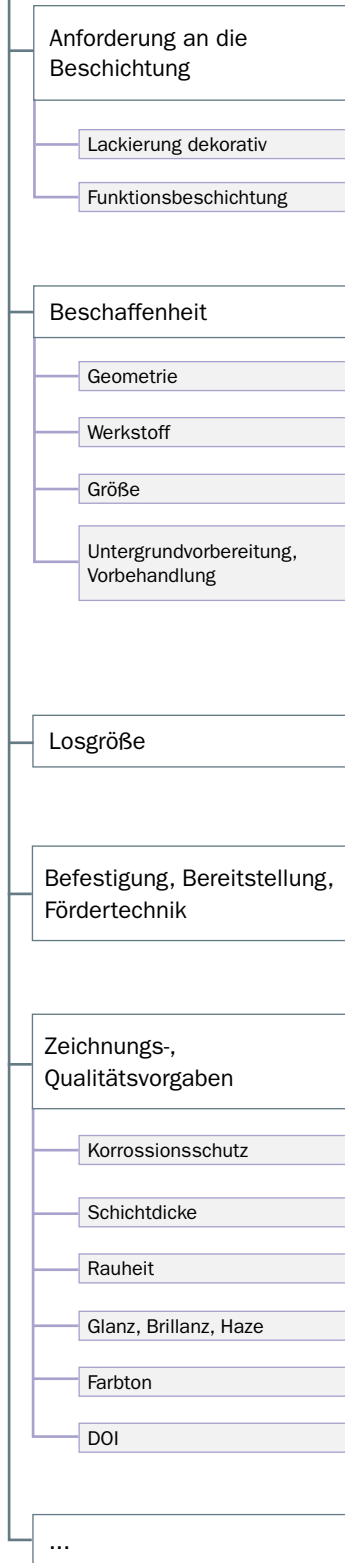 Anforderung an die
Beschichtung
Lackierung dekorativ
Funktionsbeschichtung
Beschaffenheit
Geometrie
Werkstoff
Größe
Untergrundvorbereitung,
Vorbehandlung
Losgröße
Befestigung, Bereitstellung,
Fördertechnik
Zeichnungs-,
Qualitätsvorgaben
Korrossionsschutz
Schichtdicke
Rauheit
Glanz, Brillanz, Haze
Farbton
DOI
...